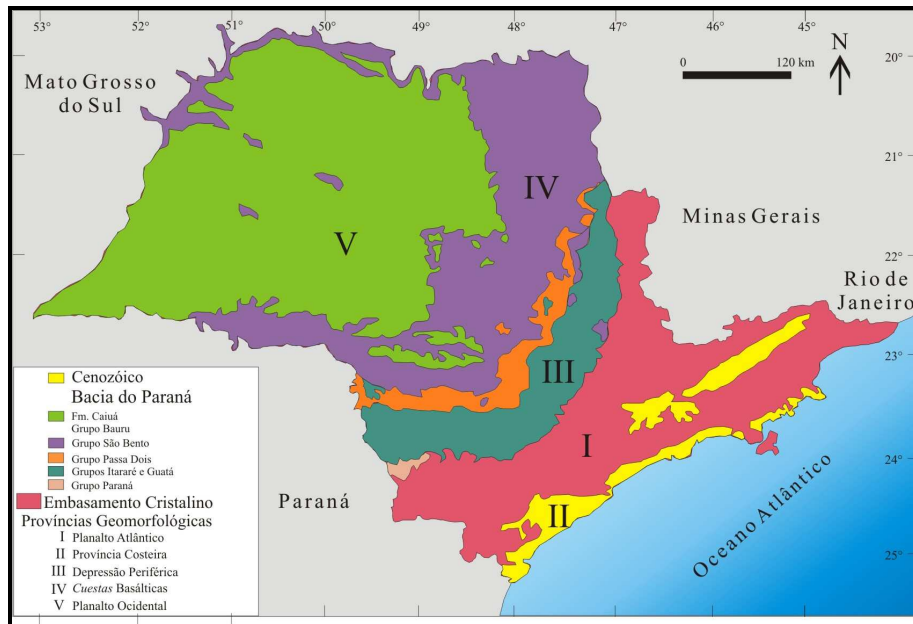 53° 52° 51° 50° 49° 48° 47° 46° 45°
N
0 120 km
20°
Mato Grosso
do Sul
21°
IV
Minas Gerais
V
22°
Rio de
Janeiro
23°
III
I
24°
Paraná
II
Oceano Atlântico
25°
Cenozóico
Bacia do Paraná
Fm. Caiuá
Grupo Bauru
Grupo São Bento
Grupo Passa Dois
Grupos Itararé e Guatá
Grupo Paraná
Embasamento Cristalino
Províncias Geomorfológicas
I Planalto Atlântico
II Província Costeira
III Depressão Periférica
IV Cuestas Basálticas
V Planalto Ocidental